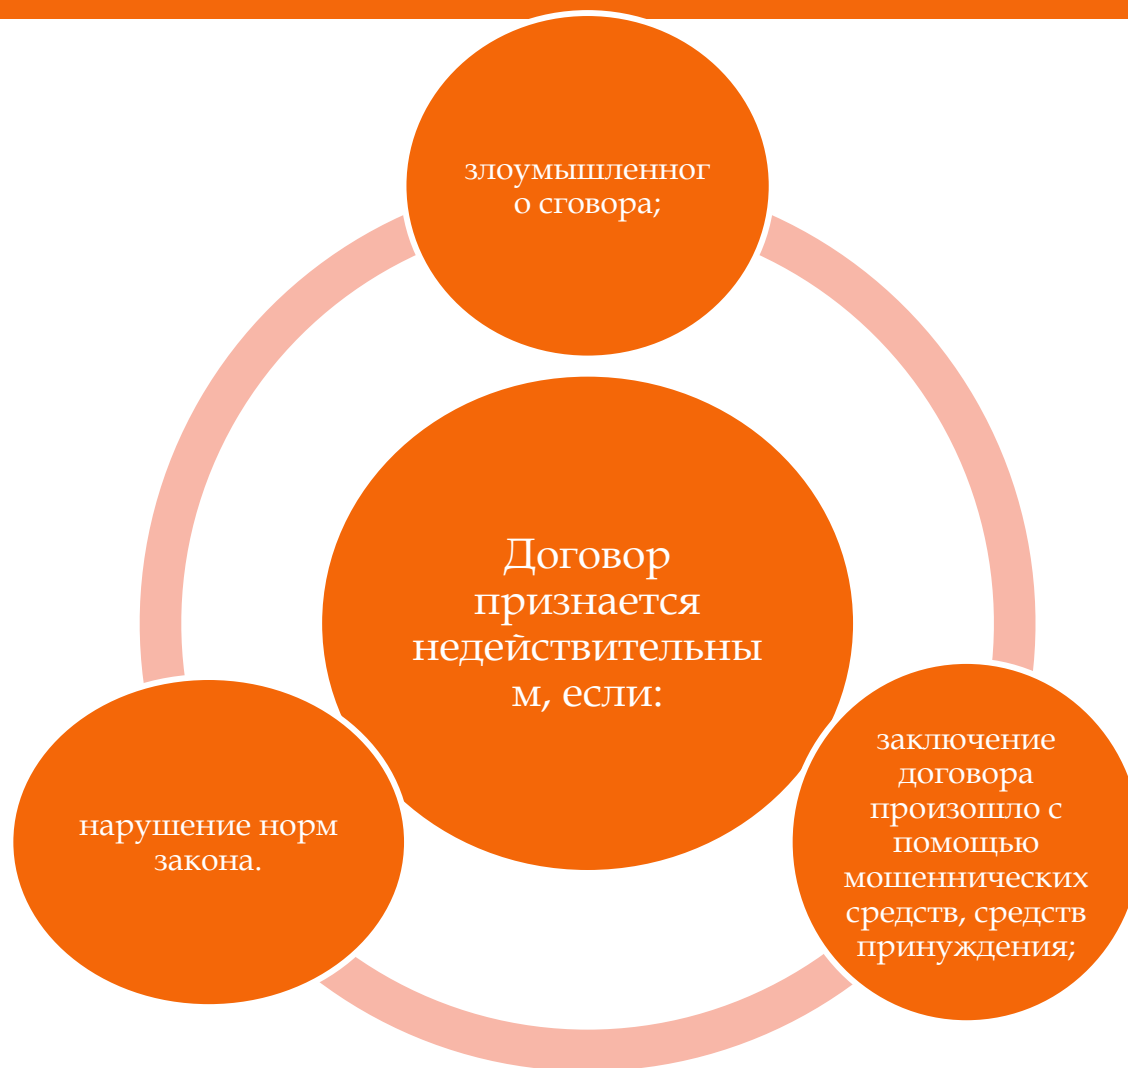 злоумышленног
о сговора;
Договор
признается
недействительны
м, если:
заключение
договора
произошло с
помощью
мошеннических
средств, средств
принуждения;
нарушение норм
закона.